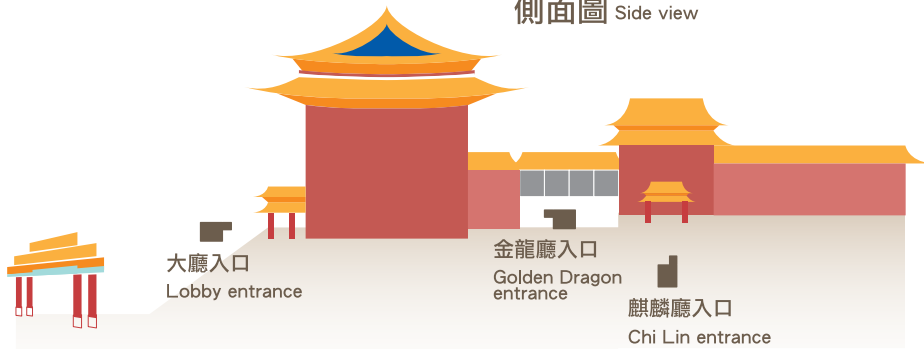 側面圖 Side view
大廳入口
Lobby entrance
金龍廳入口
Golden Dragon
entrance
麒麟廳入口
Chi Lin entrance